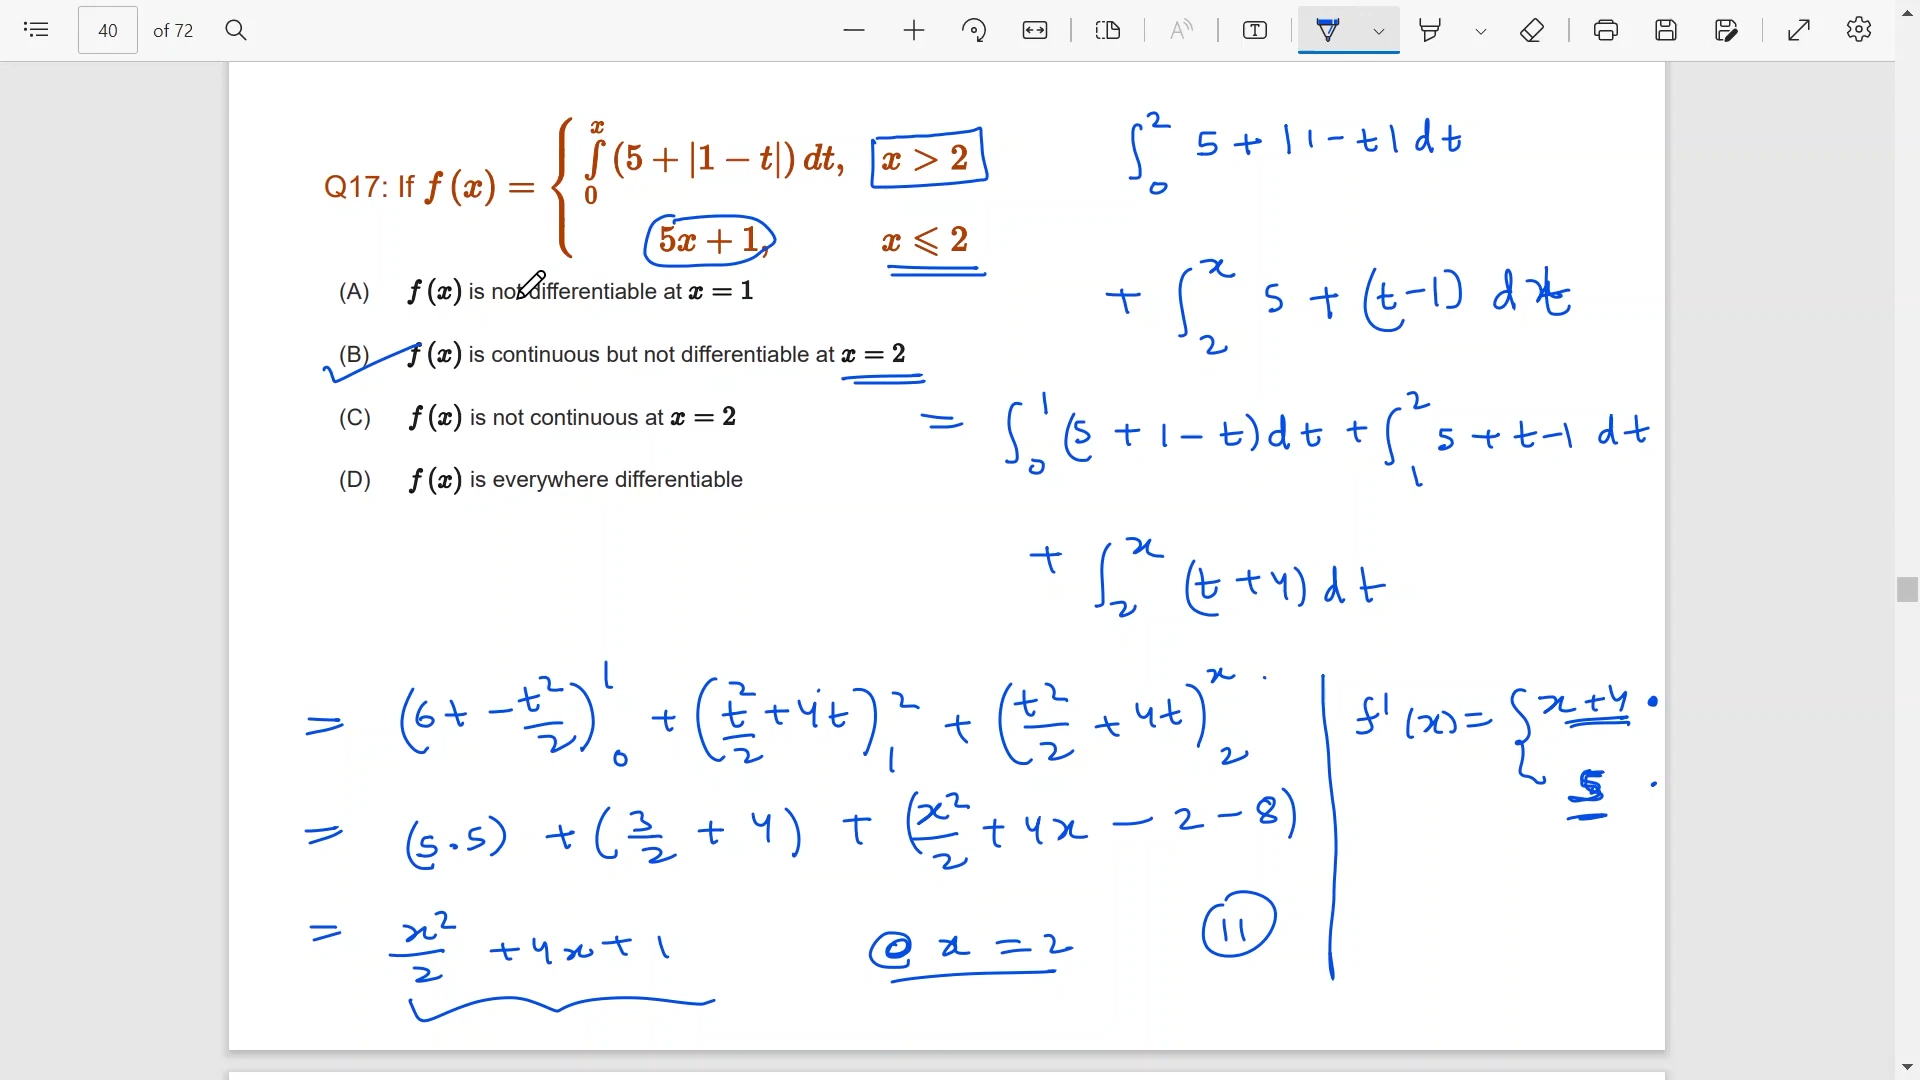 40 of 72
Q17: If f(x) = { ∫₀ˣ (5 + |1 − t|) dt, x > 2
5x + 1, x ⩽ 2
(A) f(x) is not differentiable at x = 1
(B) f(x) is continuous but not differentiable at x = 2
(C) f(x) is not continuous at x = 2
(D) f(x) is everywhere differentiable
∫₀² 5 + |1 − t| dt
+ ∫₂ˣ 5 + (t − 1) dt
= ∫₀¹ (5 + 1 − t) dt + ∫₁² 5 + t − 1 dt
+ ∫₂ˣ (t + 4) dt
= (6t − t²/2)₀¹ + (t²/2 + 4t)₁² + (t²/2 + 4t)₂ˣ
= (5.5) + (3/2 + 4) + (x²/2 + 4x − 2 − 8)
= x²/2 + 4x + 1 @ x = 2 11
f'(x) = { x + 4
5